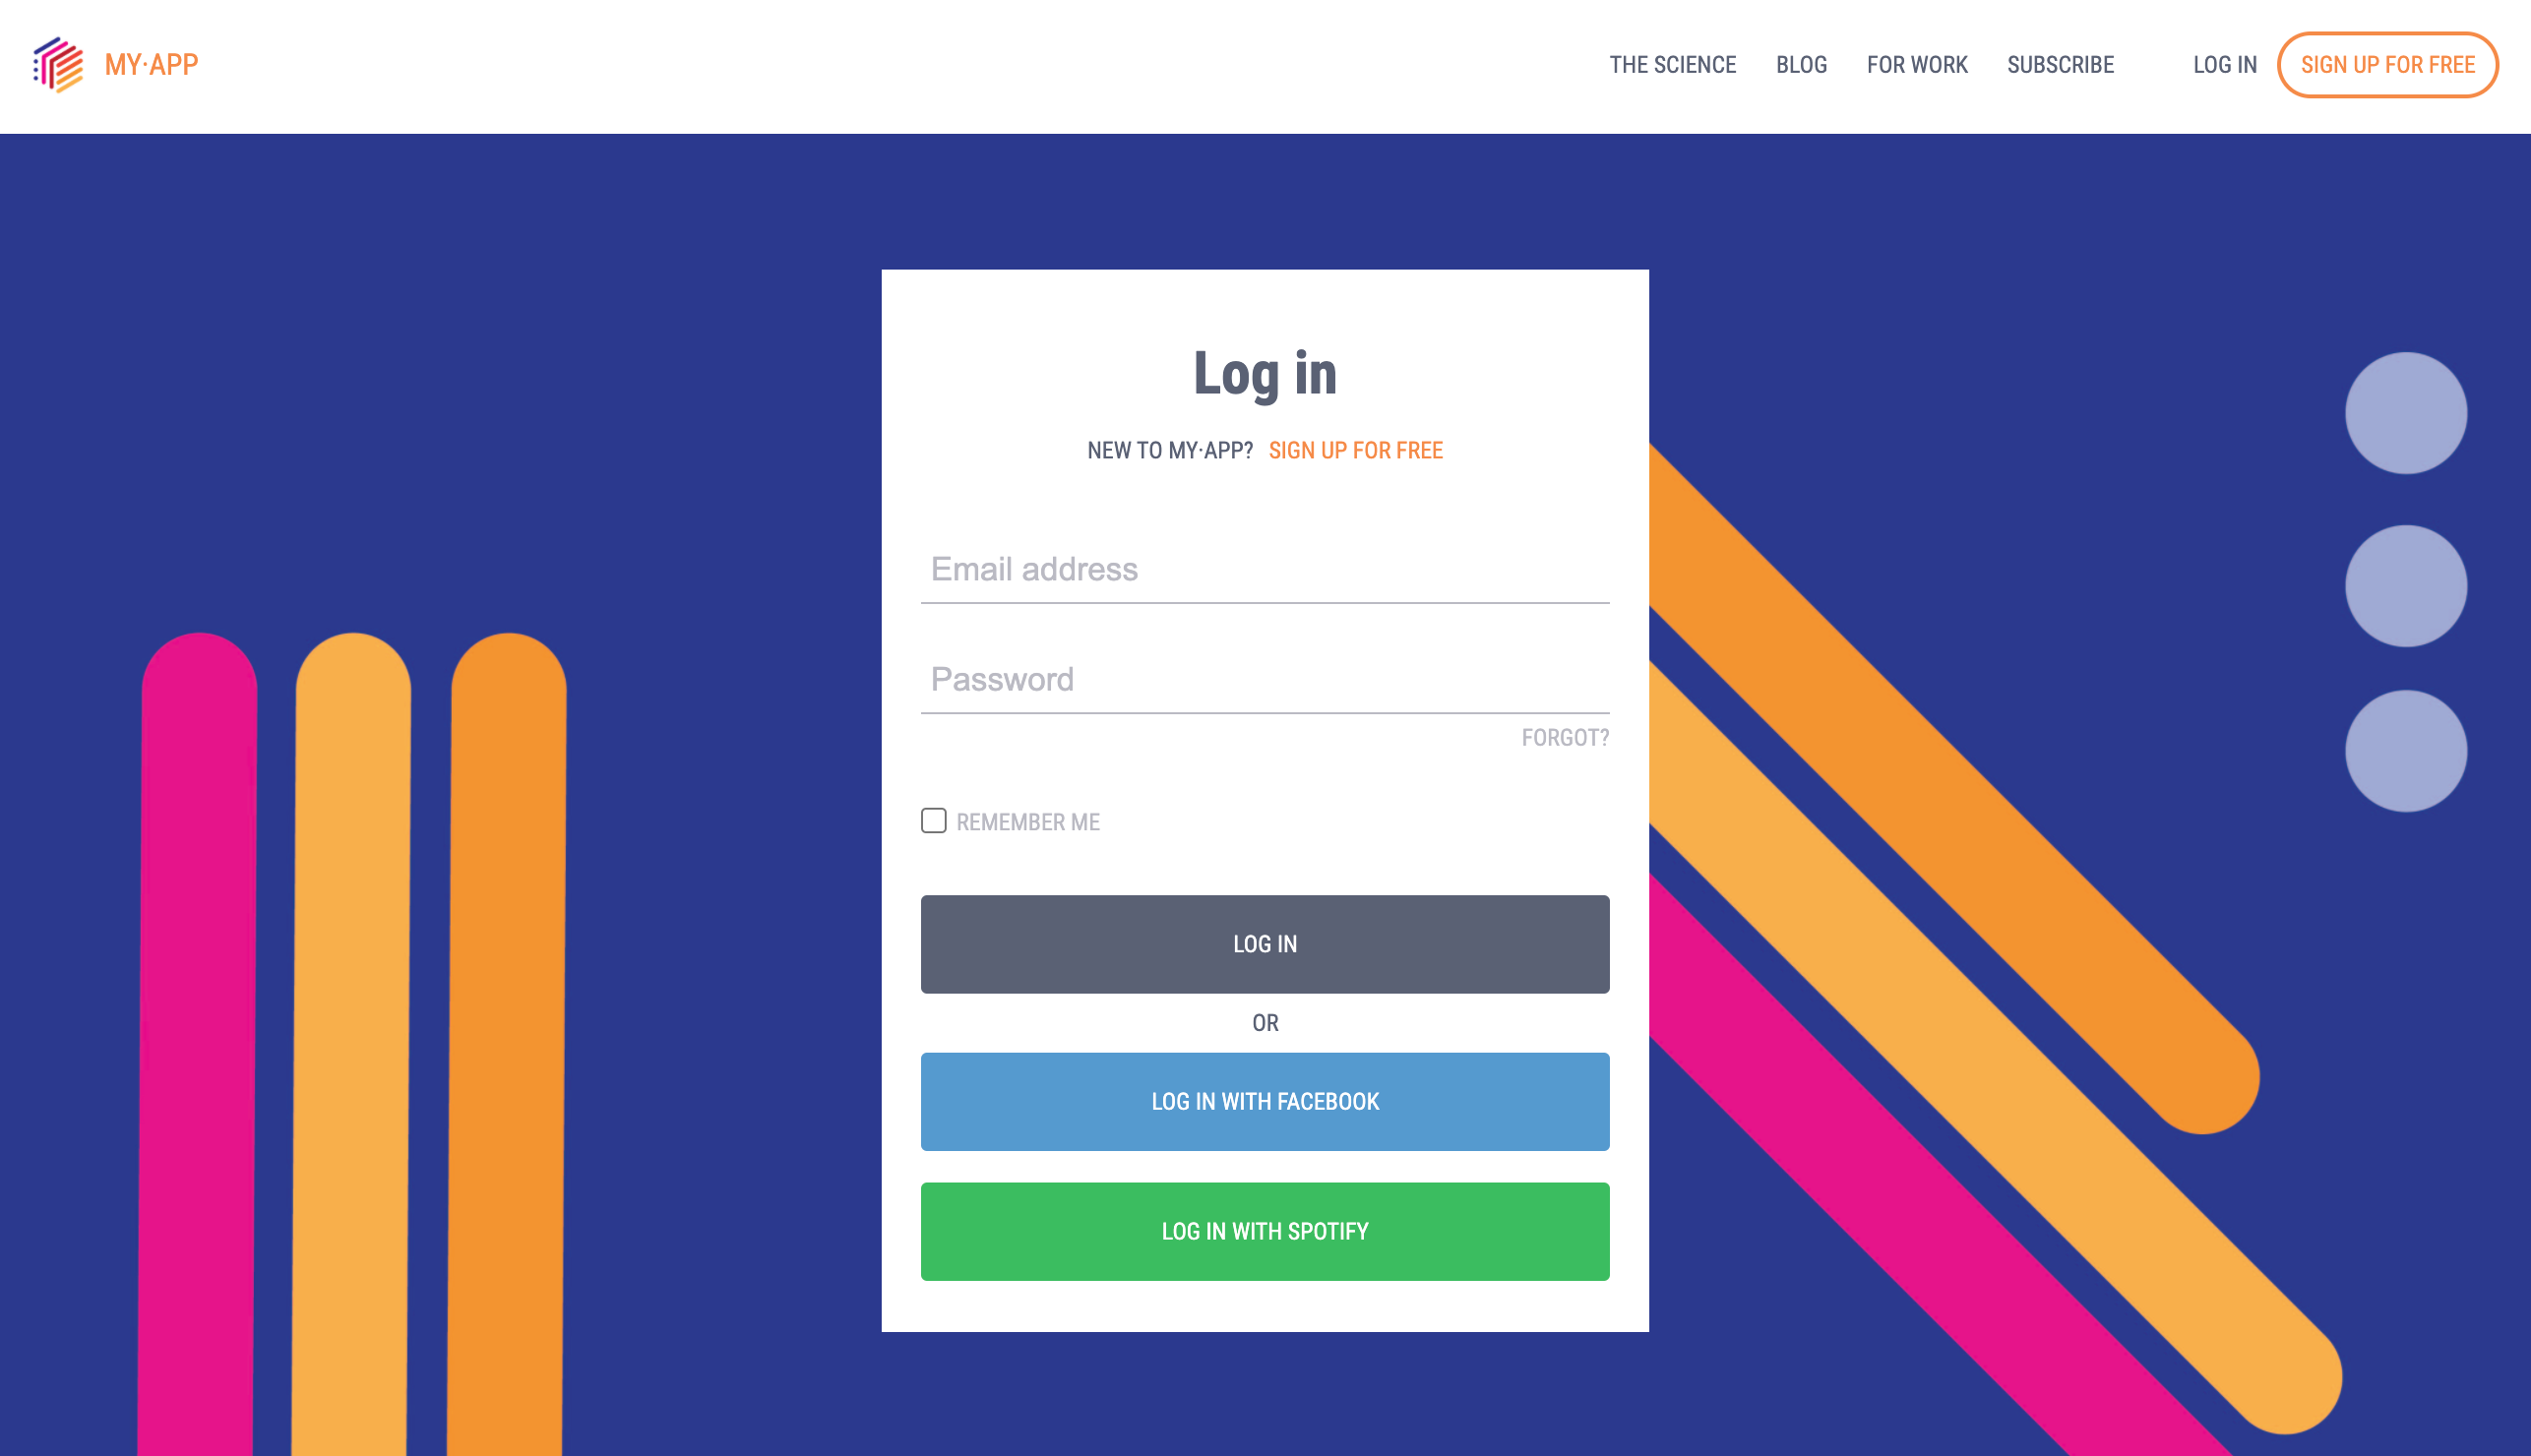 MY·APP THE SCIENCE BLOG FOR WORK SUBSCRIBE LOG IN SIGN UP FOR FREE
Log in
NEW TO MY·APP? SIGN UP FOR FREE
Email address
Password
FORGOT?
REMEMBER ME
LOG IN
OR
LOG IN WITH FACEBOOK
LOG IN WITH SPOTIFY